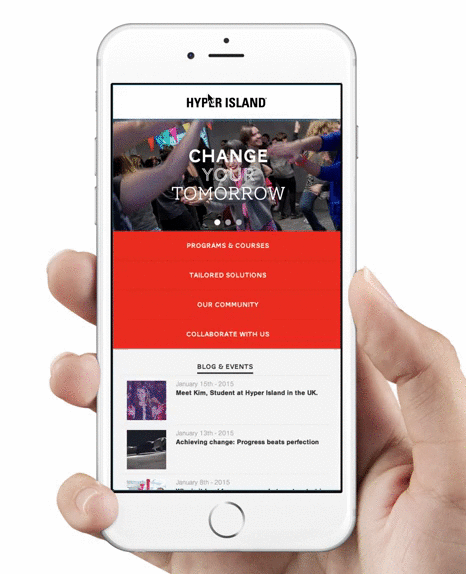 HYPER ISLAND
CHANGE
YOUR
TOMORROW
PROGRAMS & COURSES
TAILORED SOLUTIONS
OUR COMMUNITY
COLLABORATE WITH US
BLOG & EVENTS
January 15th - 2015
Meet Kim, Student at Hyper Island in the UK.
January 13th - 2015
Achieving change: Progress beats perfection
January 8th - 2015